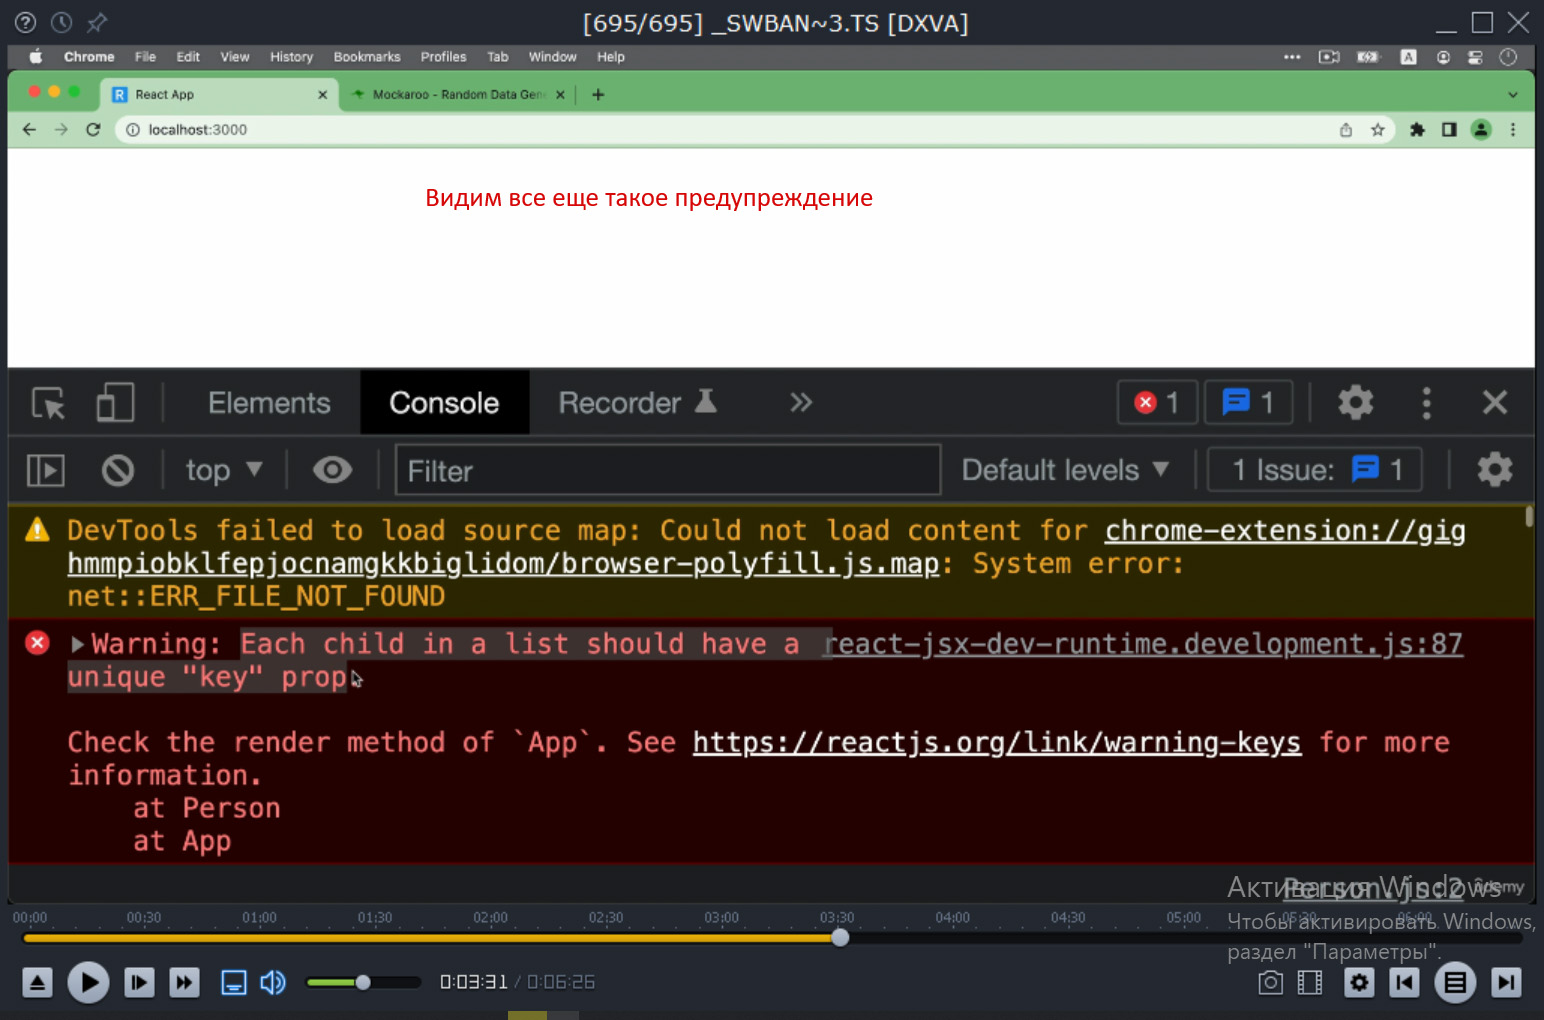 [695/695] _SWBAN~3.TS [DXVA]
Chrome File Edit View History Bookmarks Profiles Tab Window Help
React App
Mockaroo - Random Data Gene
localhost:3000
Видим все еще такое предупреждение
Elements Console Recorder 1 1
top Filter Default levels 1 Issue: 1
DevTools failed to load source map: Could not load content for chrome-extension://gig
hmmpiobklfepjocnamgkkbiglidom/browser-polyfill.js.map: System error:
net::ERR_FILE_NOT_FOUND
Warning: Each child in a list should have a react-jsx-dev-runtime.development.js:87
unique "key" prop.
Check the render method of `App`. See https://reactjs.org/link/warning-keys for more
information.
at Person
at App
Person.js:2
ûdemy
Активация Windows
Чтобы активировать Windows,
раздел "Параметры".
00:00 00:30 01:00 01:30 02:00 02:30 03:00 03:30 04:00 04:30 05:00 05:30 06:00
0:03:31 / 0:06:26